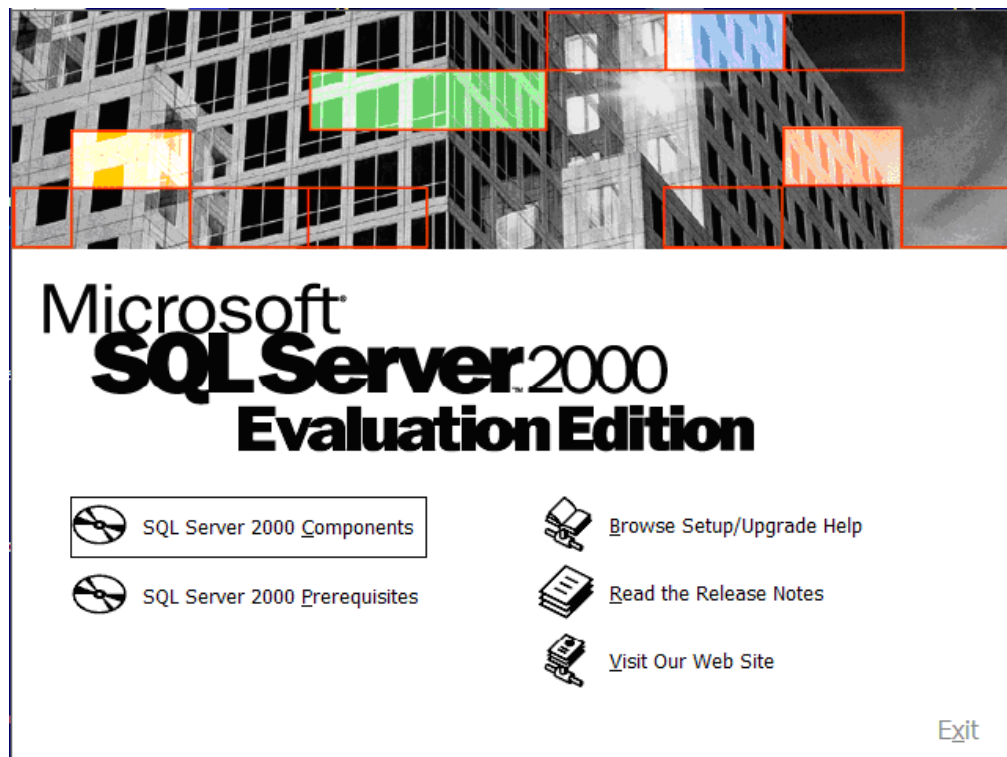 Microsoft®
SQL Server™ 2000
Evaluation Edition
SQL Server 2000 Components
SQL Server 2000 Prerequisites
Browse Setup/Upgrade Help
Read the Release Notes
Visit Our Web Site
Exit